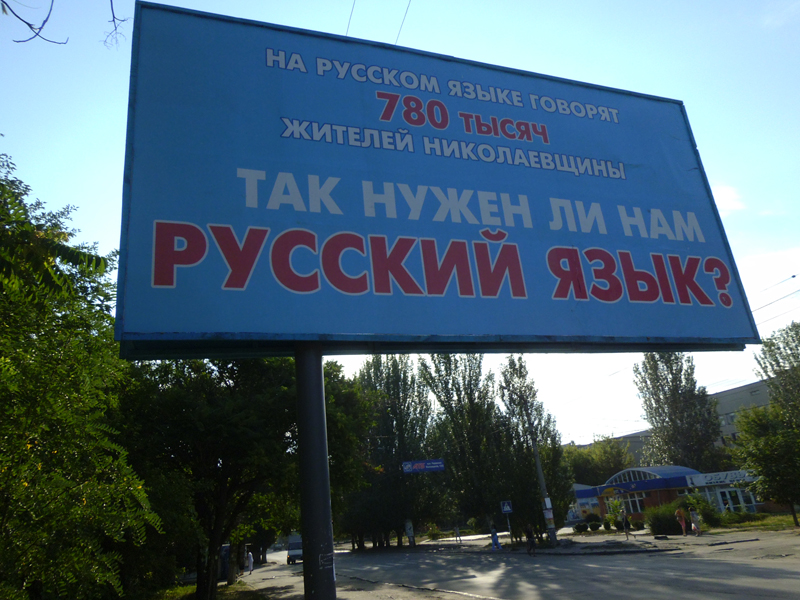 НА РУССКОМ ЯЗЫКЕ ГОВОРЯТ
780 ТЫСЯЧ
ЖИТЕЛЕЙ НИКОЛАЕВЩИНЫ
ТАК НУЖЕН ЛИ НАМ
РУССКИЙ ЯЗЫК?